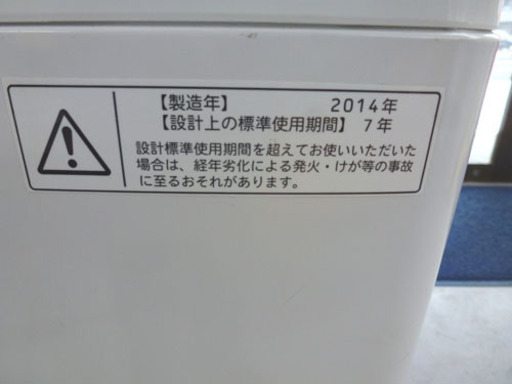 【製造年】 2014年
【設計上の標準使用期間】 7年
設計標準使用期間を超えてお使いいただいた
場合は、経年劣化による発火・けが等の事故
に至るおそれがあります。